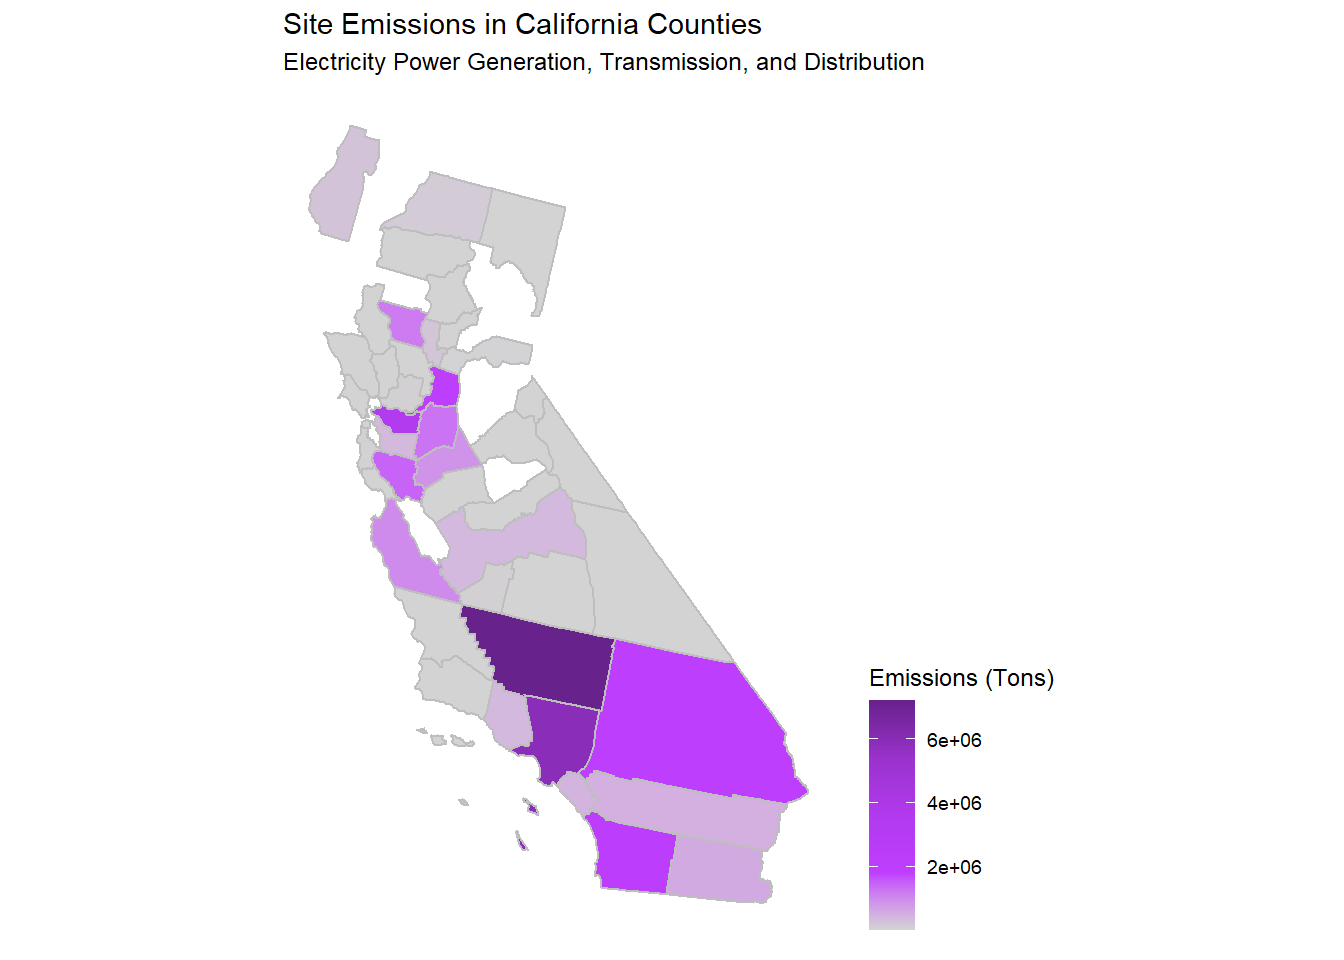 Site Emissions in California Counties
Electricity Power Generation, Transmission, and Distribution
Emissions (Tons)
6e+06
4e+06
2e+06